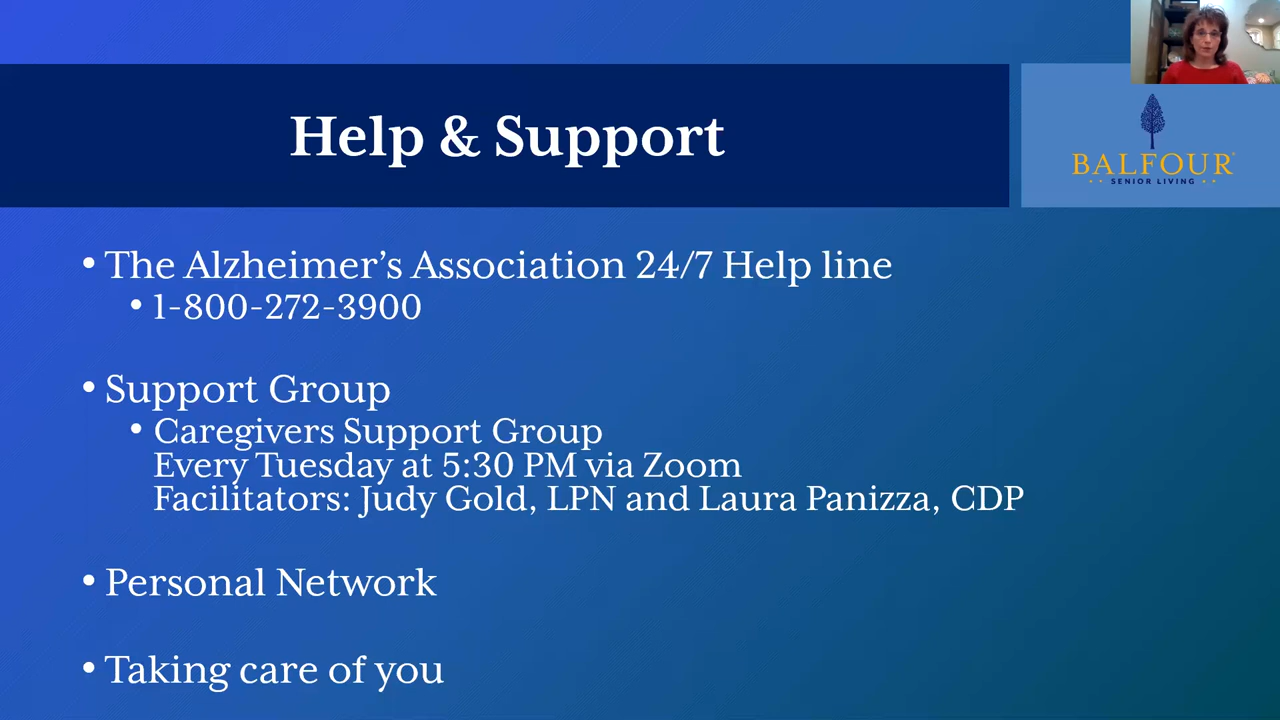 Help & Support
BALFOUR
SENIOR LIVING
• The Alzheimer’s Association 24/7 Help line
• 1-800-272-3900
• Support Group
• Caregivers Support Group
Every Tuesday at 5:30 PM via Zoom
Facilitators: Judy Gold, LPN and Laura Panizza, CDP
• Personal Network
• Taking care of you